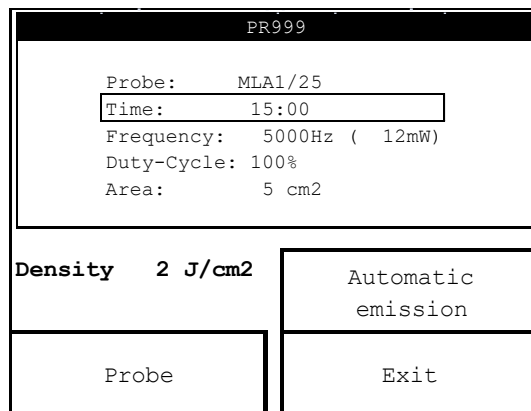 PR999
Probe: MLA1/25
Time: 15:00
Frequency: 5000Hz ( 12mW)
Duty-Cycle: 100%
Area: 5 cm2
Density 2 J/cm2
Automatic
emission
Probe
Exit